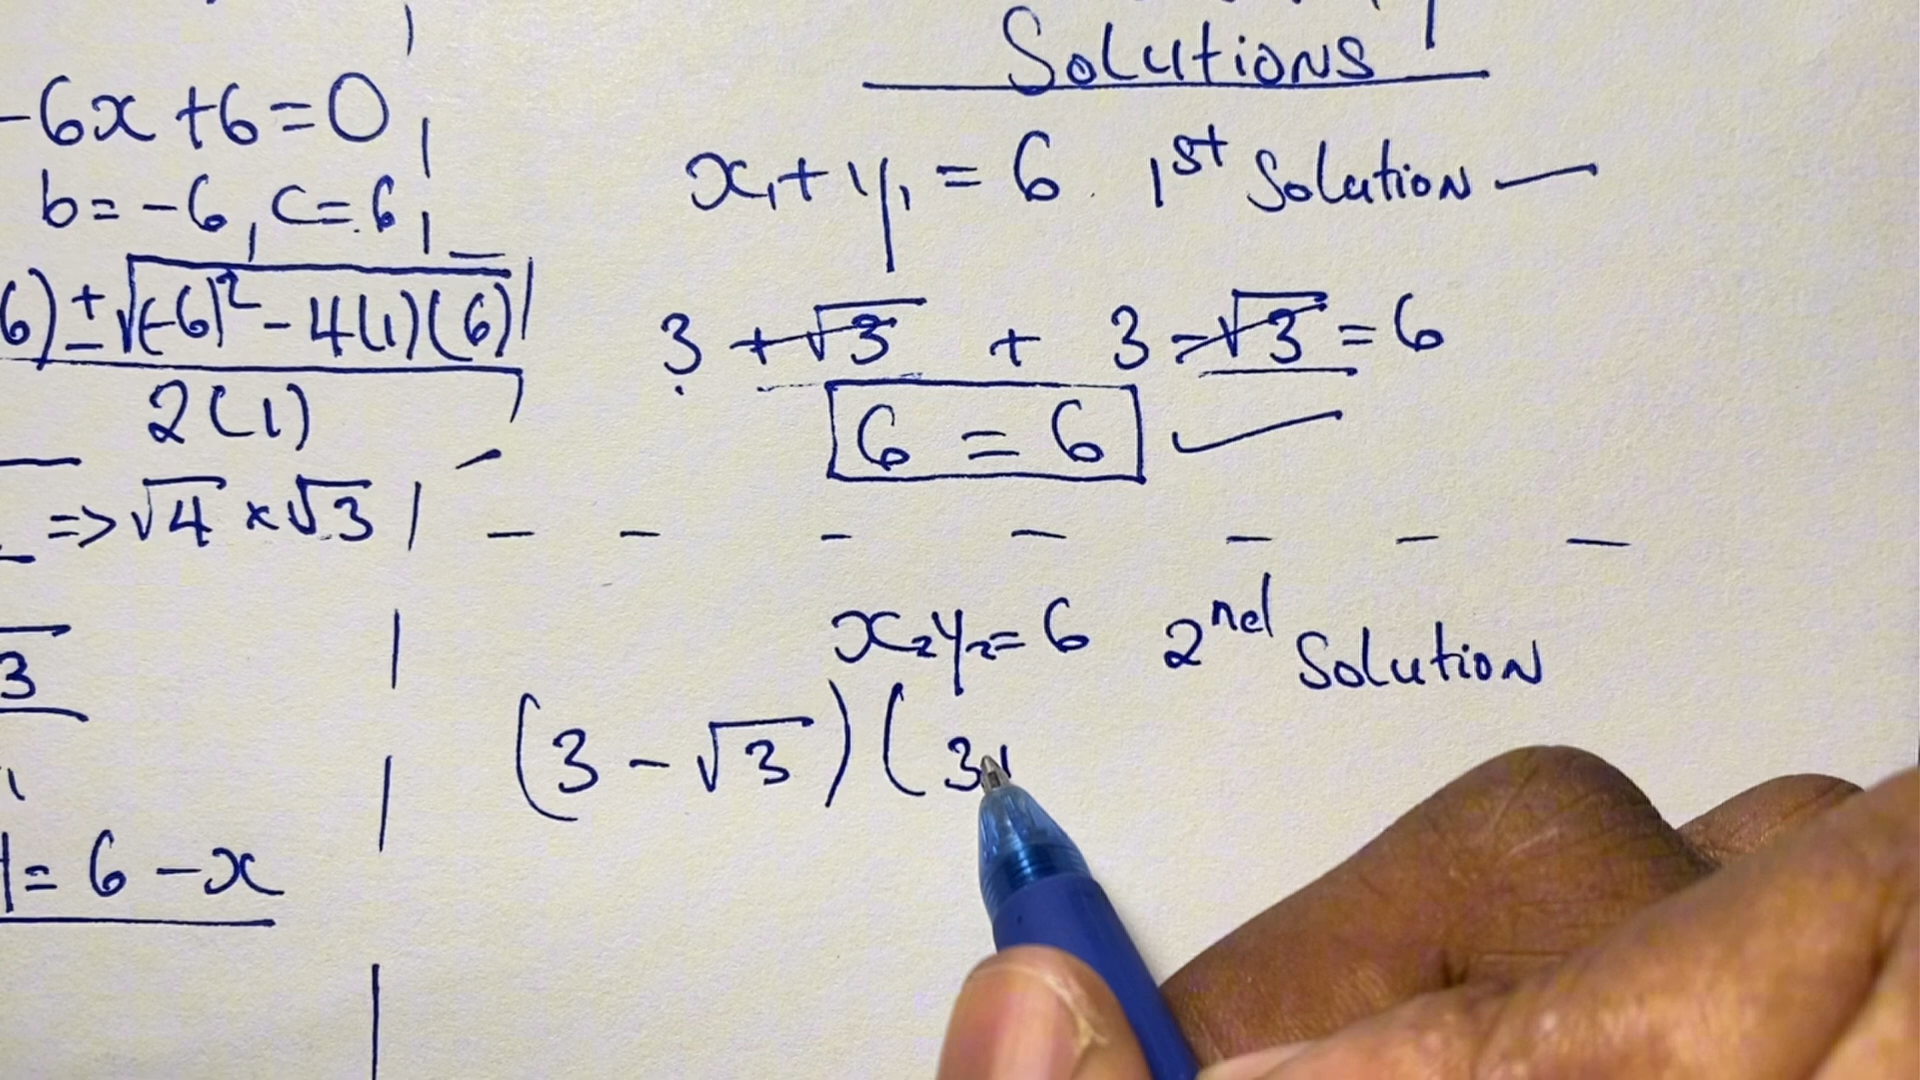 -6x +6=0
b=-6, c=6,
6) ± √(-6)² - 4(1)(6)
2(1)
=> √4 × √3
3
= 6 - x
Solutions
x₁ + y₁ = 6 1st Solution
3 + √3 + 3 - √3 = 6
6 = 6 ✓
x₂y₂ = 6 2nd Solution
(3 - √3)(3